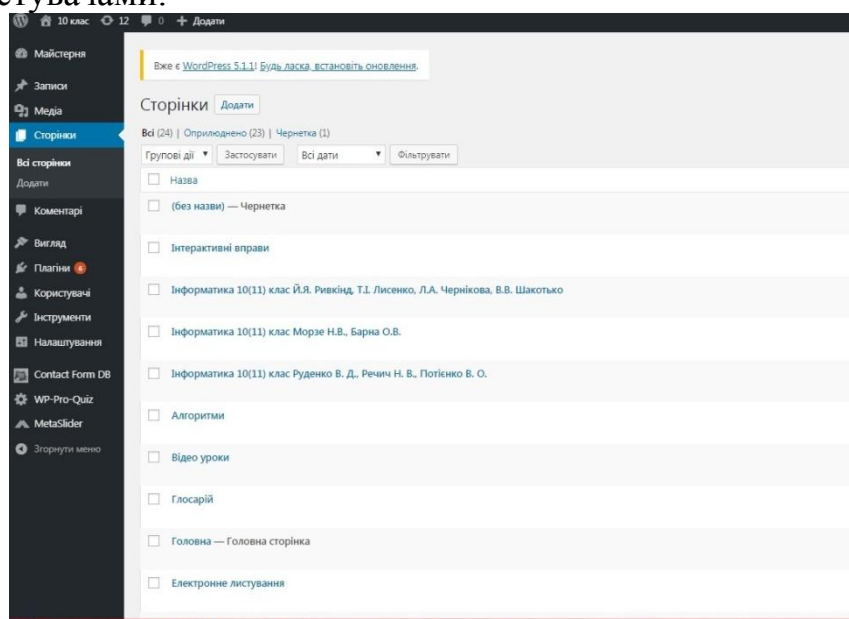 стувачами.
10 клас 12 0 + Додати
Майстерня
Записи
Медіа
Сторінки
Всі сторінки
Додати
Коментарі
Вигляд
Плагіни 6
Користувачі
Інструменти
Налаштування
Contact Form DB
WP-Pro-Quiz
MetaSlider
Згорнути меню
Вже є WordPress 5.1.1! Будь ласка, встановіть оновлення.
Сторінки Додати
Всі (24) | Оприлюднено (23) | Чернетка (1)
Групові дії Застосувати Всі дати Фільтрувати
Назва
(без назви) — Чернетка
Інтерактивні вправи
Інформатика 10(11) клас Й.Я. Ривкінд, Т.І. Лисенко, Л.А. Чернікова, В.В. Шакотько
Інформатика 10(11) клас Морзе Н.В., Барна О.В.
Інформатика 10(11) клас Руденко В. Д., Речич Н. В., Потієнко В. О.
Алгоритми
Відео уроки
Глосарій
Головна — Головна сторінка
Електронне листування